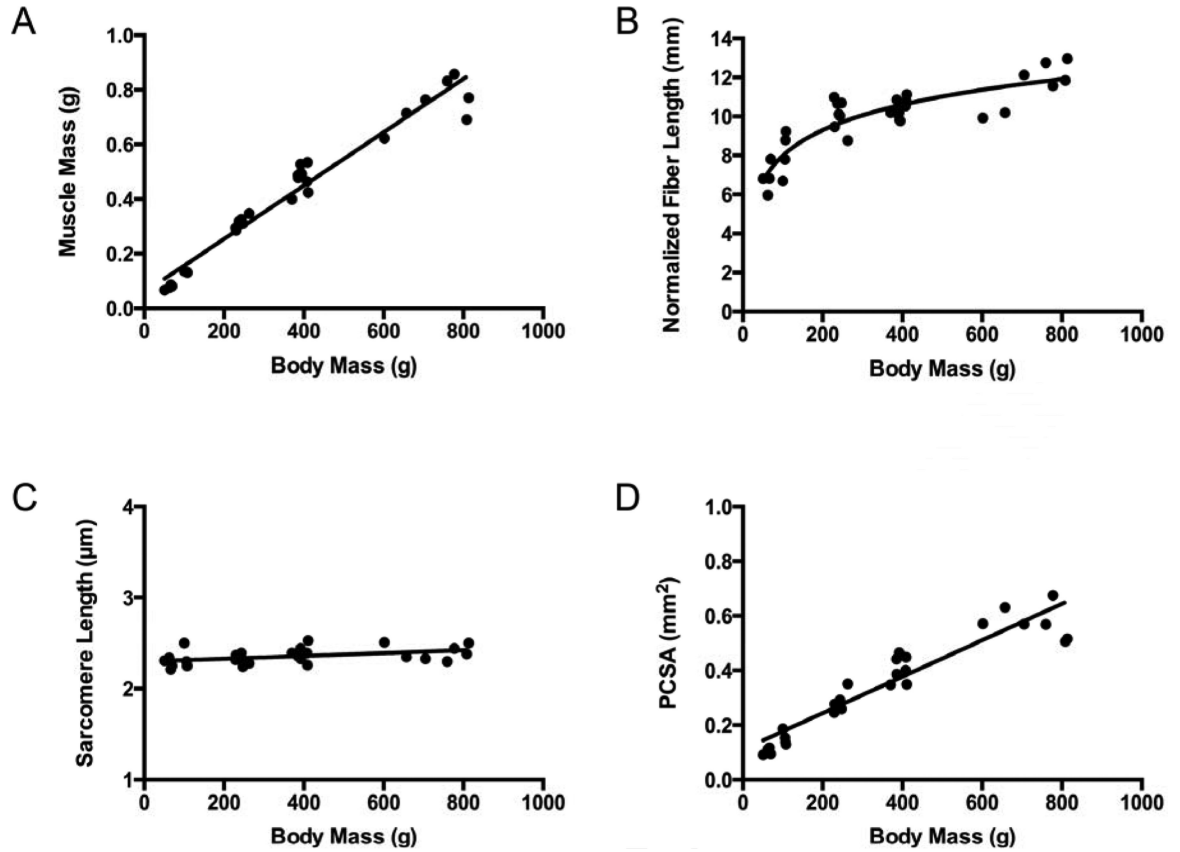 A
Muscle Mass (g)
1.0
0.8
0.6
0.4
0.2
0.0
0 200 400 600 800 1000
Body Mass (g)
B
Normalized Fiber Length (mm)
14
12
10
8
6
4
2
0
0 200 400 600 800 1000
Body Mass (g)
C
Sarcomere Length (µm)
4
3
2
1
0 200 400 600 800 1000
Body Mass (g)
D
PCSA (mm²)
1.0
0.8
0.6
0.4
0.2
0.0
0 200 400 600 800 1000
Body Mass (g)